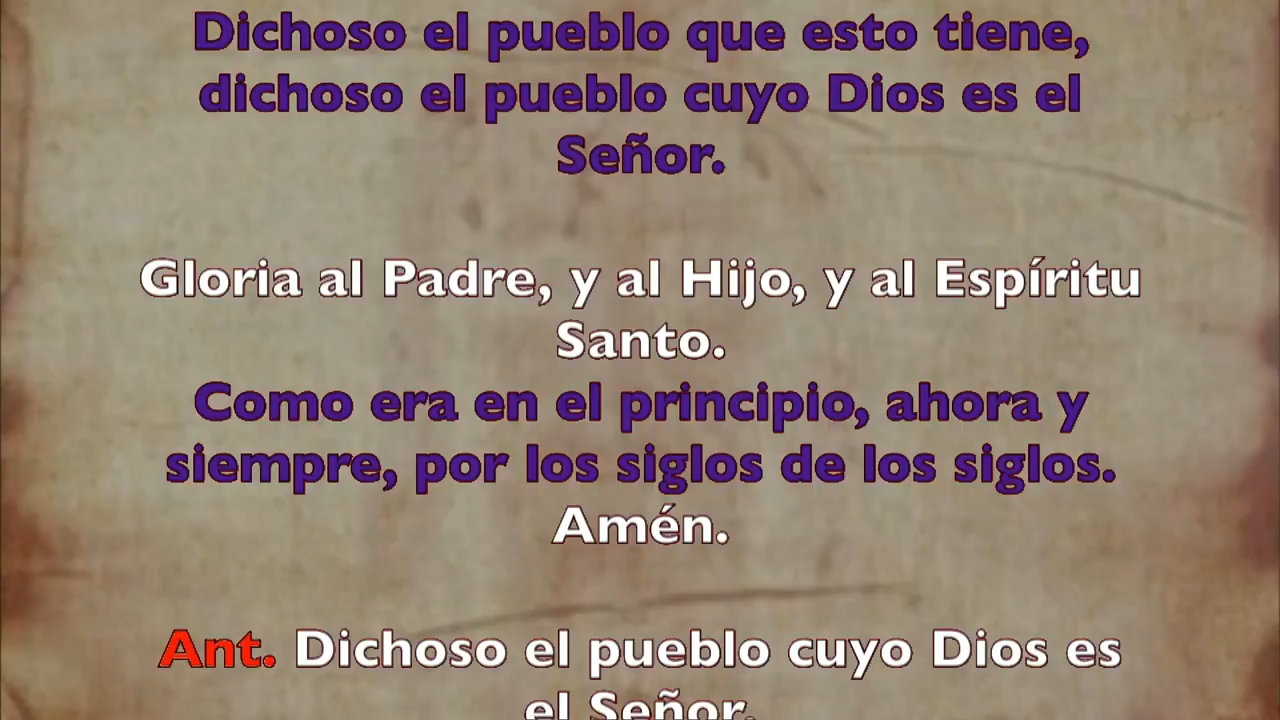 Dichoso el pueblo que esto tiene,
dichoso el pueblo cuyo Dios es el
Señor.
Gloria al Padre, y al Hijo, y al Espíritu
Santo.
Como era en el principio, ahora y
siempre, por los siglos de los siglos.
Amén.
Ant. Dichoso el pueblo cuyo Dios es
el Señor.